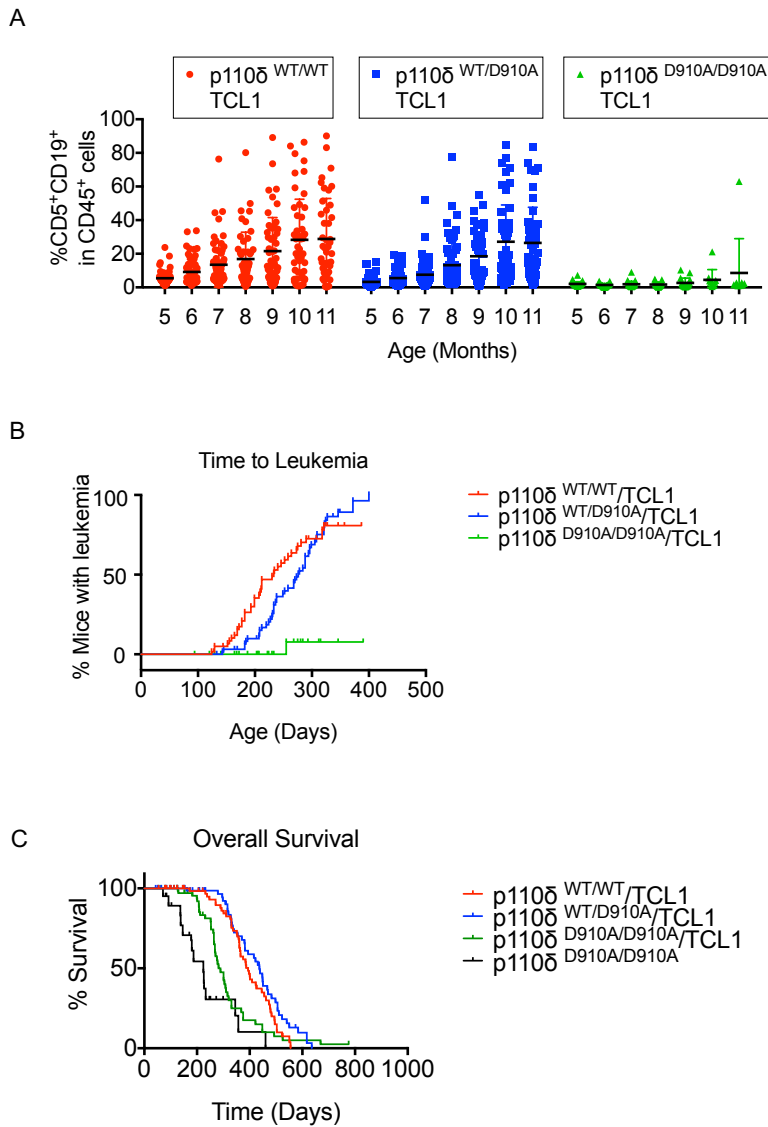 A
p110δ WT/WT
TCL1
p110δ WT/D910A
TCL1
p110δ D910A/D910A
TCL1
%CD5+CD19+
in CD45+ cells
100
80
60
40
20
0
5 6 7 8 9 10 11 5 6 7 8 9 10 11 5 6 7 8 9 10 11
Age (Months)
B
Time to Leukemia
% Mice with leukemia
100
50
0
0 100 200 300 400 500
Age (Days)
p110δ WT/WT/TCL1
p110δ WT/D910A/TCL1
p110δ D910A/D910A/TCL1
C
Overall Survival
% Survival
100
50
0
0 200 400 600 800 1000
Time (Days)
p110δ WT/WT/TCL1
p110δ WT/D910A/TCL1
p110δ D910A/D910A/TCL1
p110δ D910A/D910A